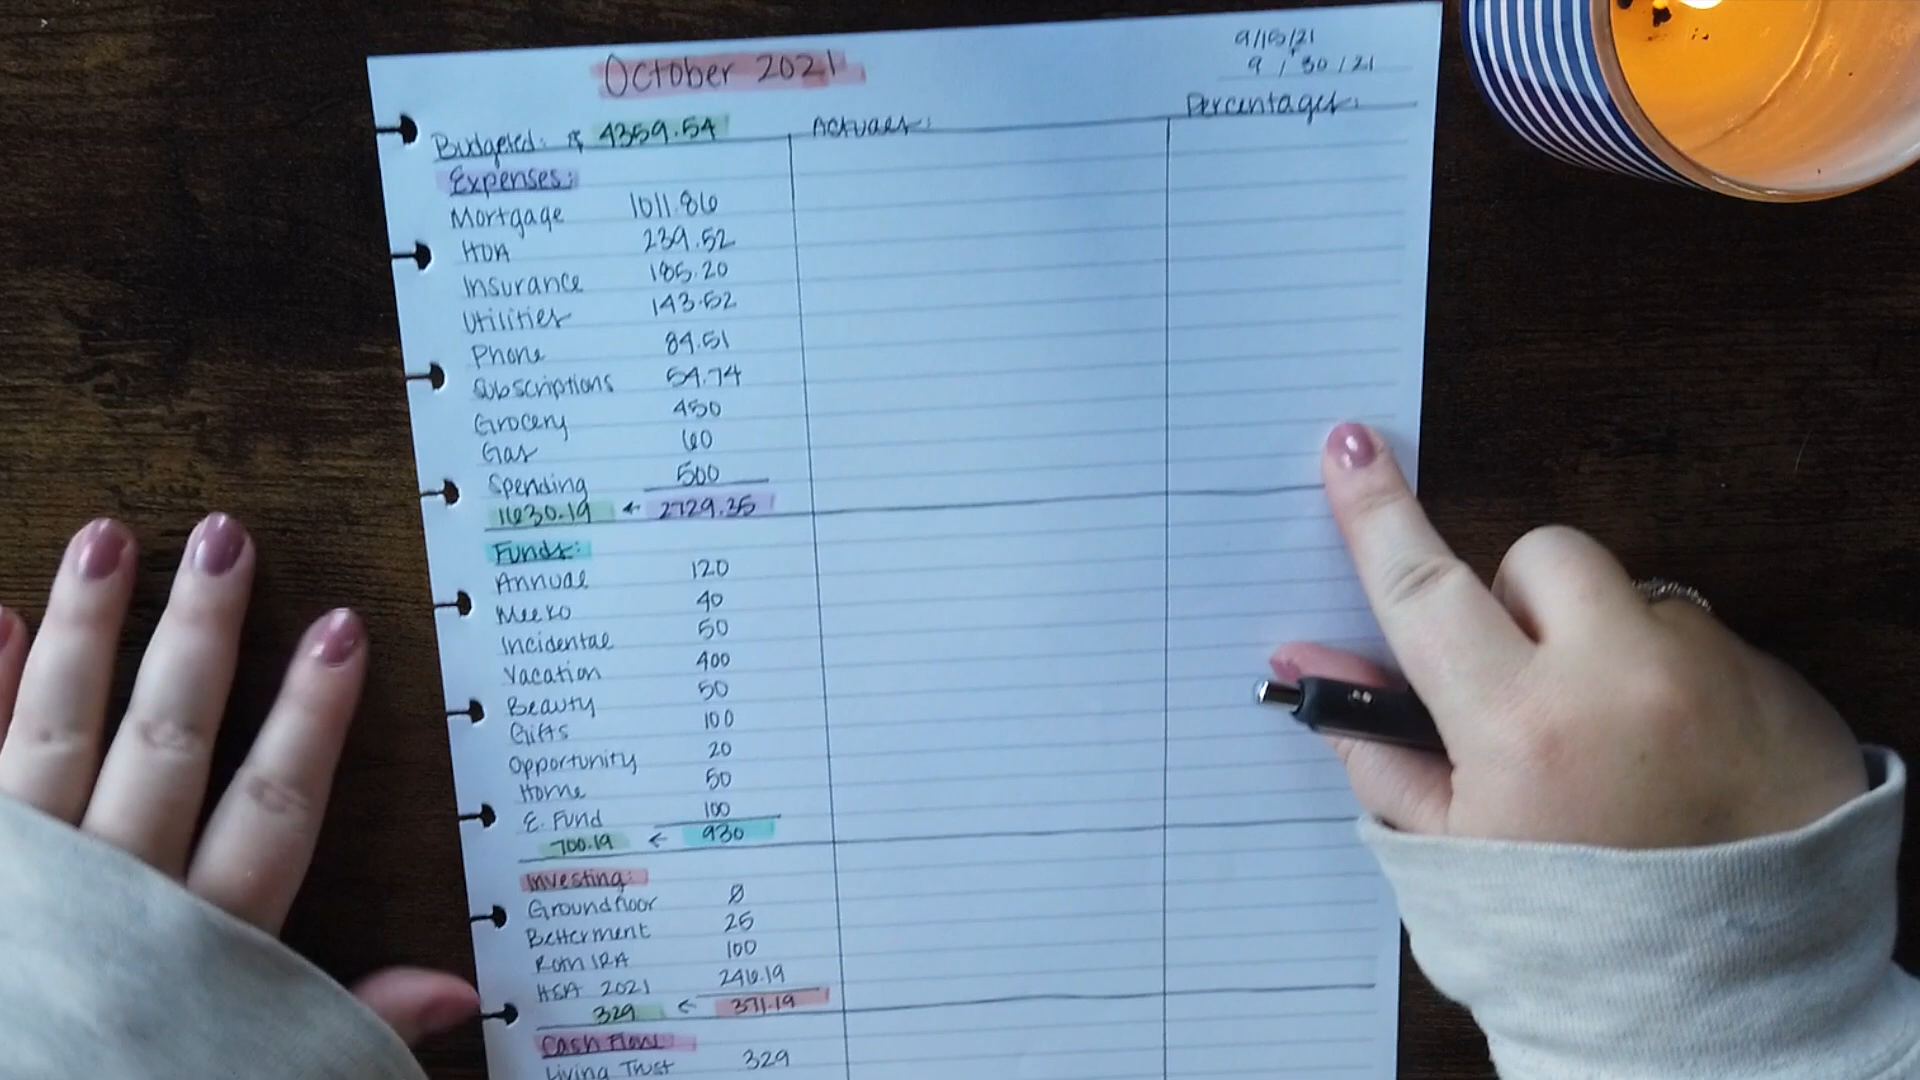 October 2021
9/15/21
9/30/21
Budgeted: $ 4359.54 Actuals: Percentages:
Expenses:
Mortgage 1011.86
HOA 239.52
Insurance 185.20
Utilities 143.52
Phone 84.51
Subscriptions 54.74
Grocery 450
Gas 60
Spending 500
1630.19 ← 2729.35
Funds:
Annual 120
Meeko 40
Incidental 50
Vacation 400
Beauty 50
Gifts 100
Opportunity 20
Home 50
E. Fund 100
700.19 ← 930
Investing:
Groundfloor Ø
Betterment 25
Roth IRA 100
HSA 2021 246.19
329 ← 371.19
Cash Flow:
Living Trust 329